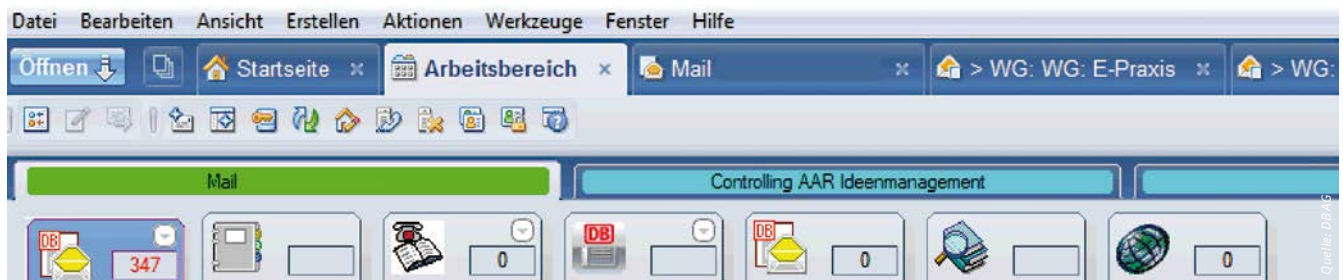 Datei Bearbeiten Ansicht Erstellen Aktionen Werkzeuge Fenster Hilfe
Öffnen Startseite Arbeitsbereich Mail > WG: WG: E-Praxis > WG:
Mail Controlling AAR Ideenmanagement
DB 347 0 DB DB 0 0
Quelle: DB AG